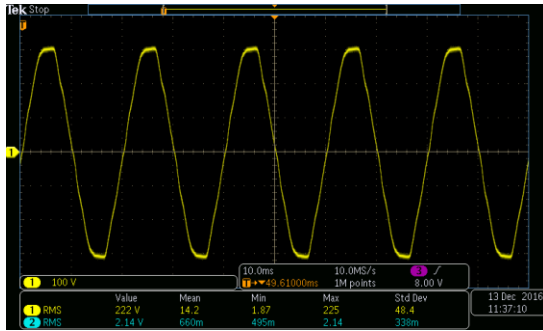 Tek Stop
T
1
1 100 V
10.0ms 10.0MS/s 3 /
T→▼49.61000ms 1M points 8.00 V
Value Mean Min Max Std Dev
1 RMS 222 V 14.2 1.87 225 48.4
2 RMS 2.14 V 660m 495m 2.14 338m
13 Dec 2016
11:37:10